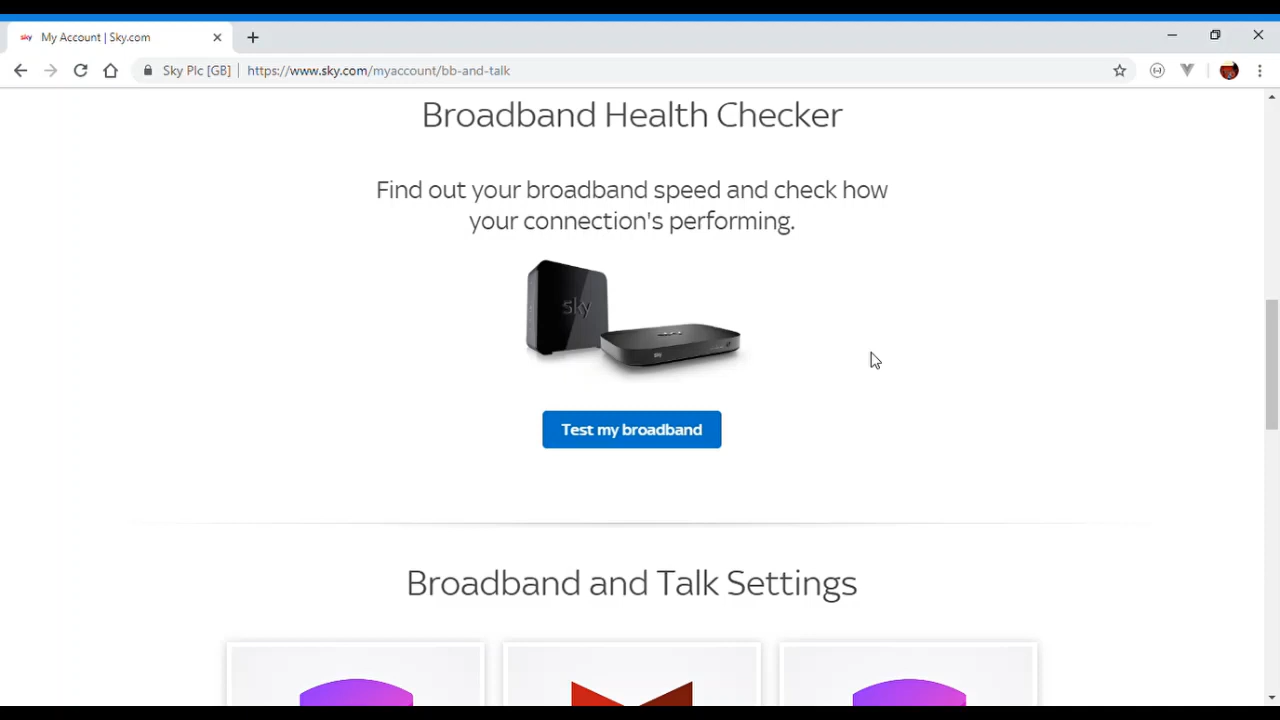 sky My Account | Sky.com
Sky Plc [GB] https://www.sky.com/myaccount/bb-and-talk
Broadband Health Checker
Find out your broadband speed and check how
your connection's performing.
sky
Test my broadband
Broadband and Talk Settings